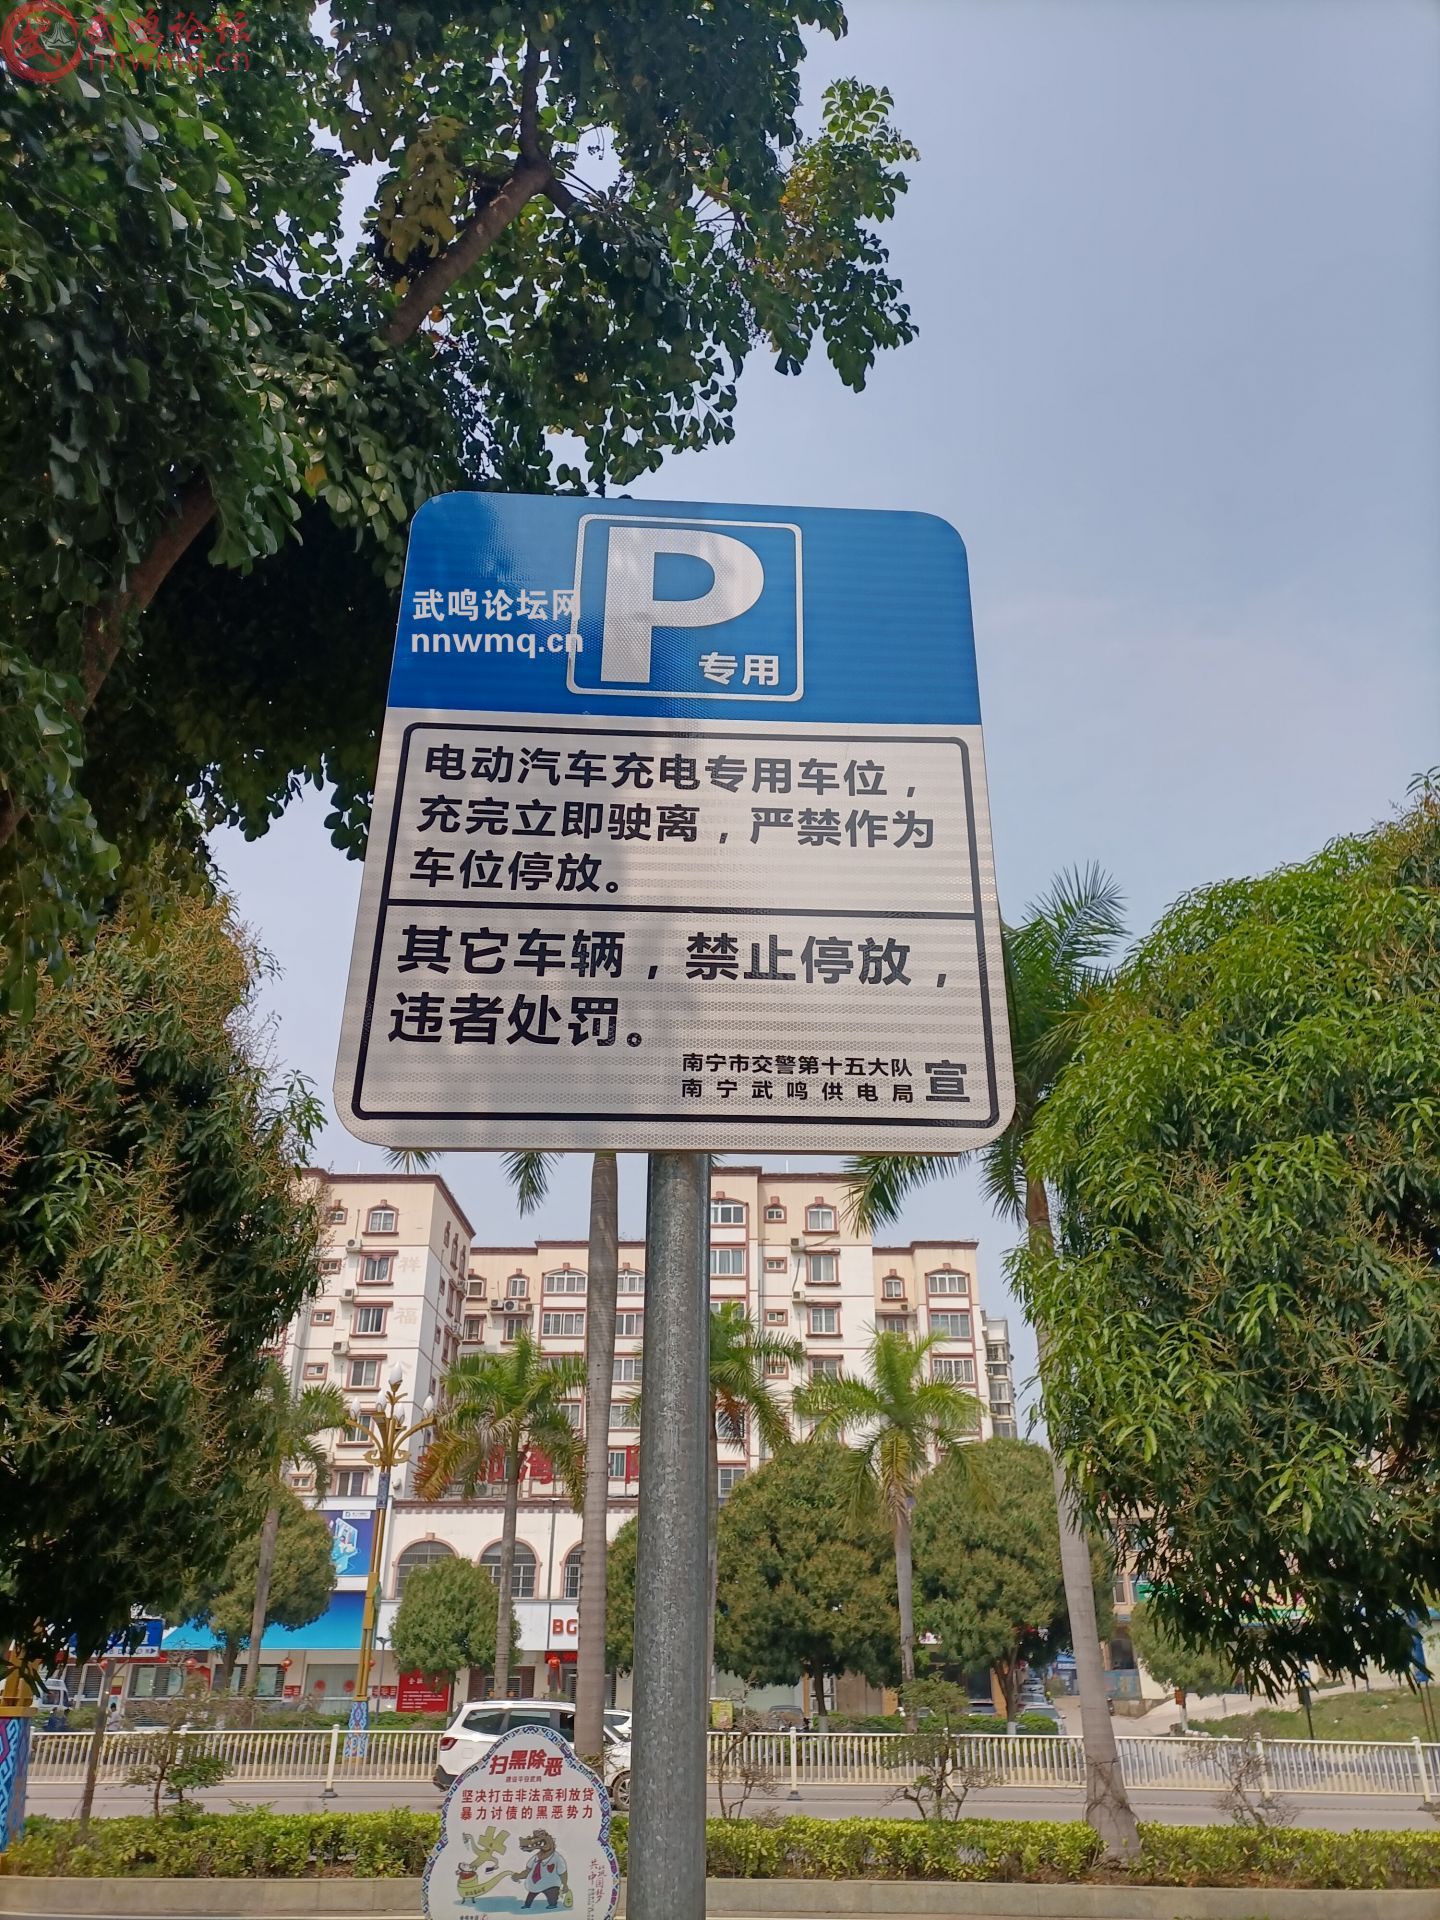 武鸣论坛
nnwmq.cn
武鸣论坛网
nnwmq.cn
P
专用
电动汽车充电专用车位，
充完立即驶离，严禁作为
车位停放。
其它车辆，禁止停放，
违者处罚。
南宁市交警第十五大队
南宁武鸣供电局
宣
祥
福
BG
扫黑除恶
坚决打击非法高利放贷
暴力讨债的黑恶势力